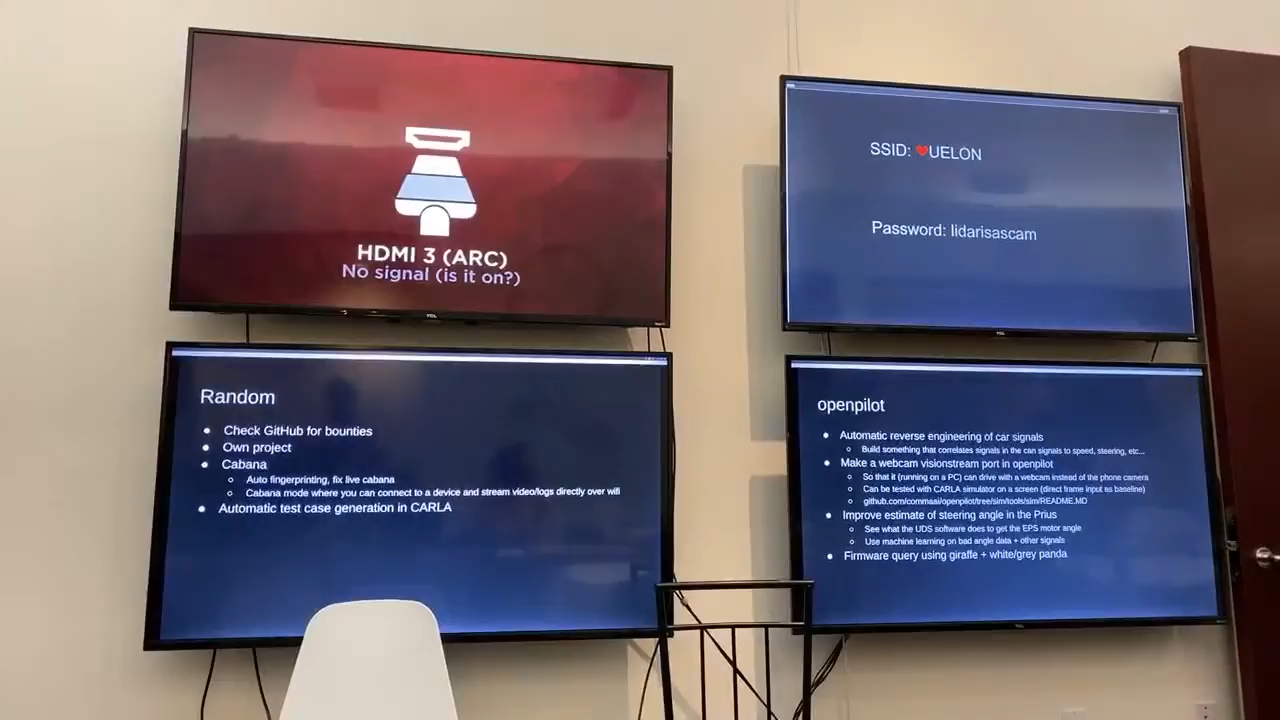 HDMI 3 (ARC)
No signal (is it on?)
TCL
SSID: ❤UELON
Password: lidarisascam
TCL
Random
• Check GitHub for bounties
• Own project
• Cabana
○ Auto fingerprinting, fix live cabana
○ Cabana mode where you can connect to a device and stream video/logs directly over wifi
• Automatic test case generation in CARLA
openpilot
• Automatic reverse engineering of car signals
○ Build something that correlates signals in the can signals to speed, steering, etc...
• Make a webcam visionstream port in openpilot
○ So that it (running on a PC) can drive with a webcam instead of the phone camera
○ Can be tested with CARLA simulator on a screen (direct frame input as baseline)
○ github.com/commaai/openpilot/tree/sim/tools/sim/README.MD
• Improve estimate of steering angle in the Prius
○ See what the UDS software does to get the EPS motor angle
○ Use machine learning on bad angle data + other signals
• Firmware query using giraffe + white/grey panda
TCL